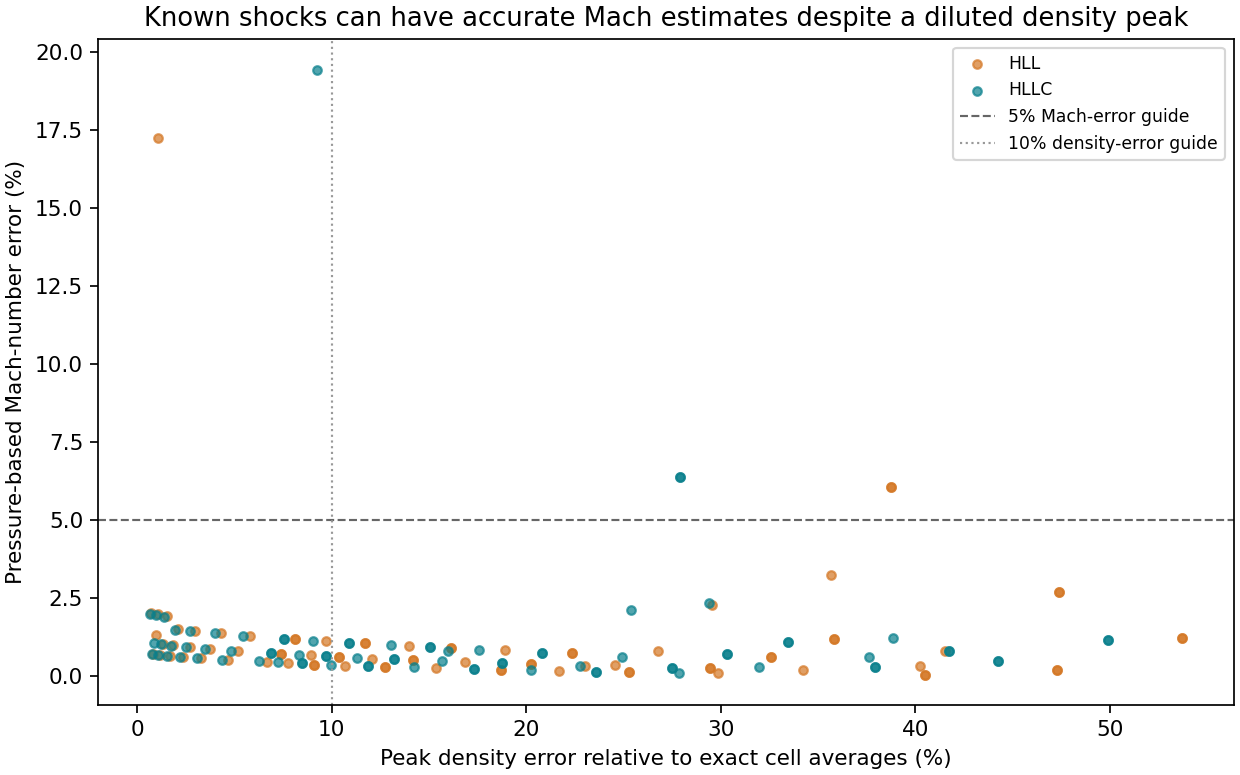 Known shocks can have accurate Mach estimates despite a diluted density peak
HLL
HLLC
5% Mach-error guide
10% density-error guide
Pressure-based Mach-number error (%)
20.0
17.5
15.0
12.5
10.0
7.5
5.0
2.5
0.0
0
10
20
30
40
50
Peak density error relative to exact cell averages (%)